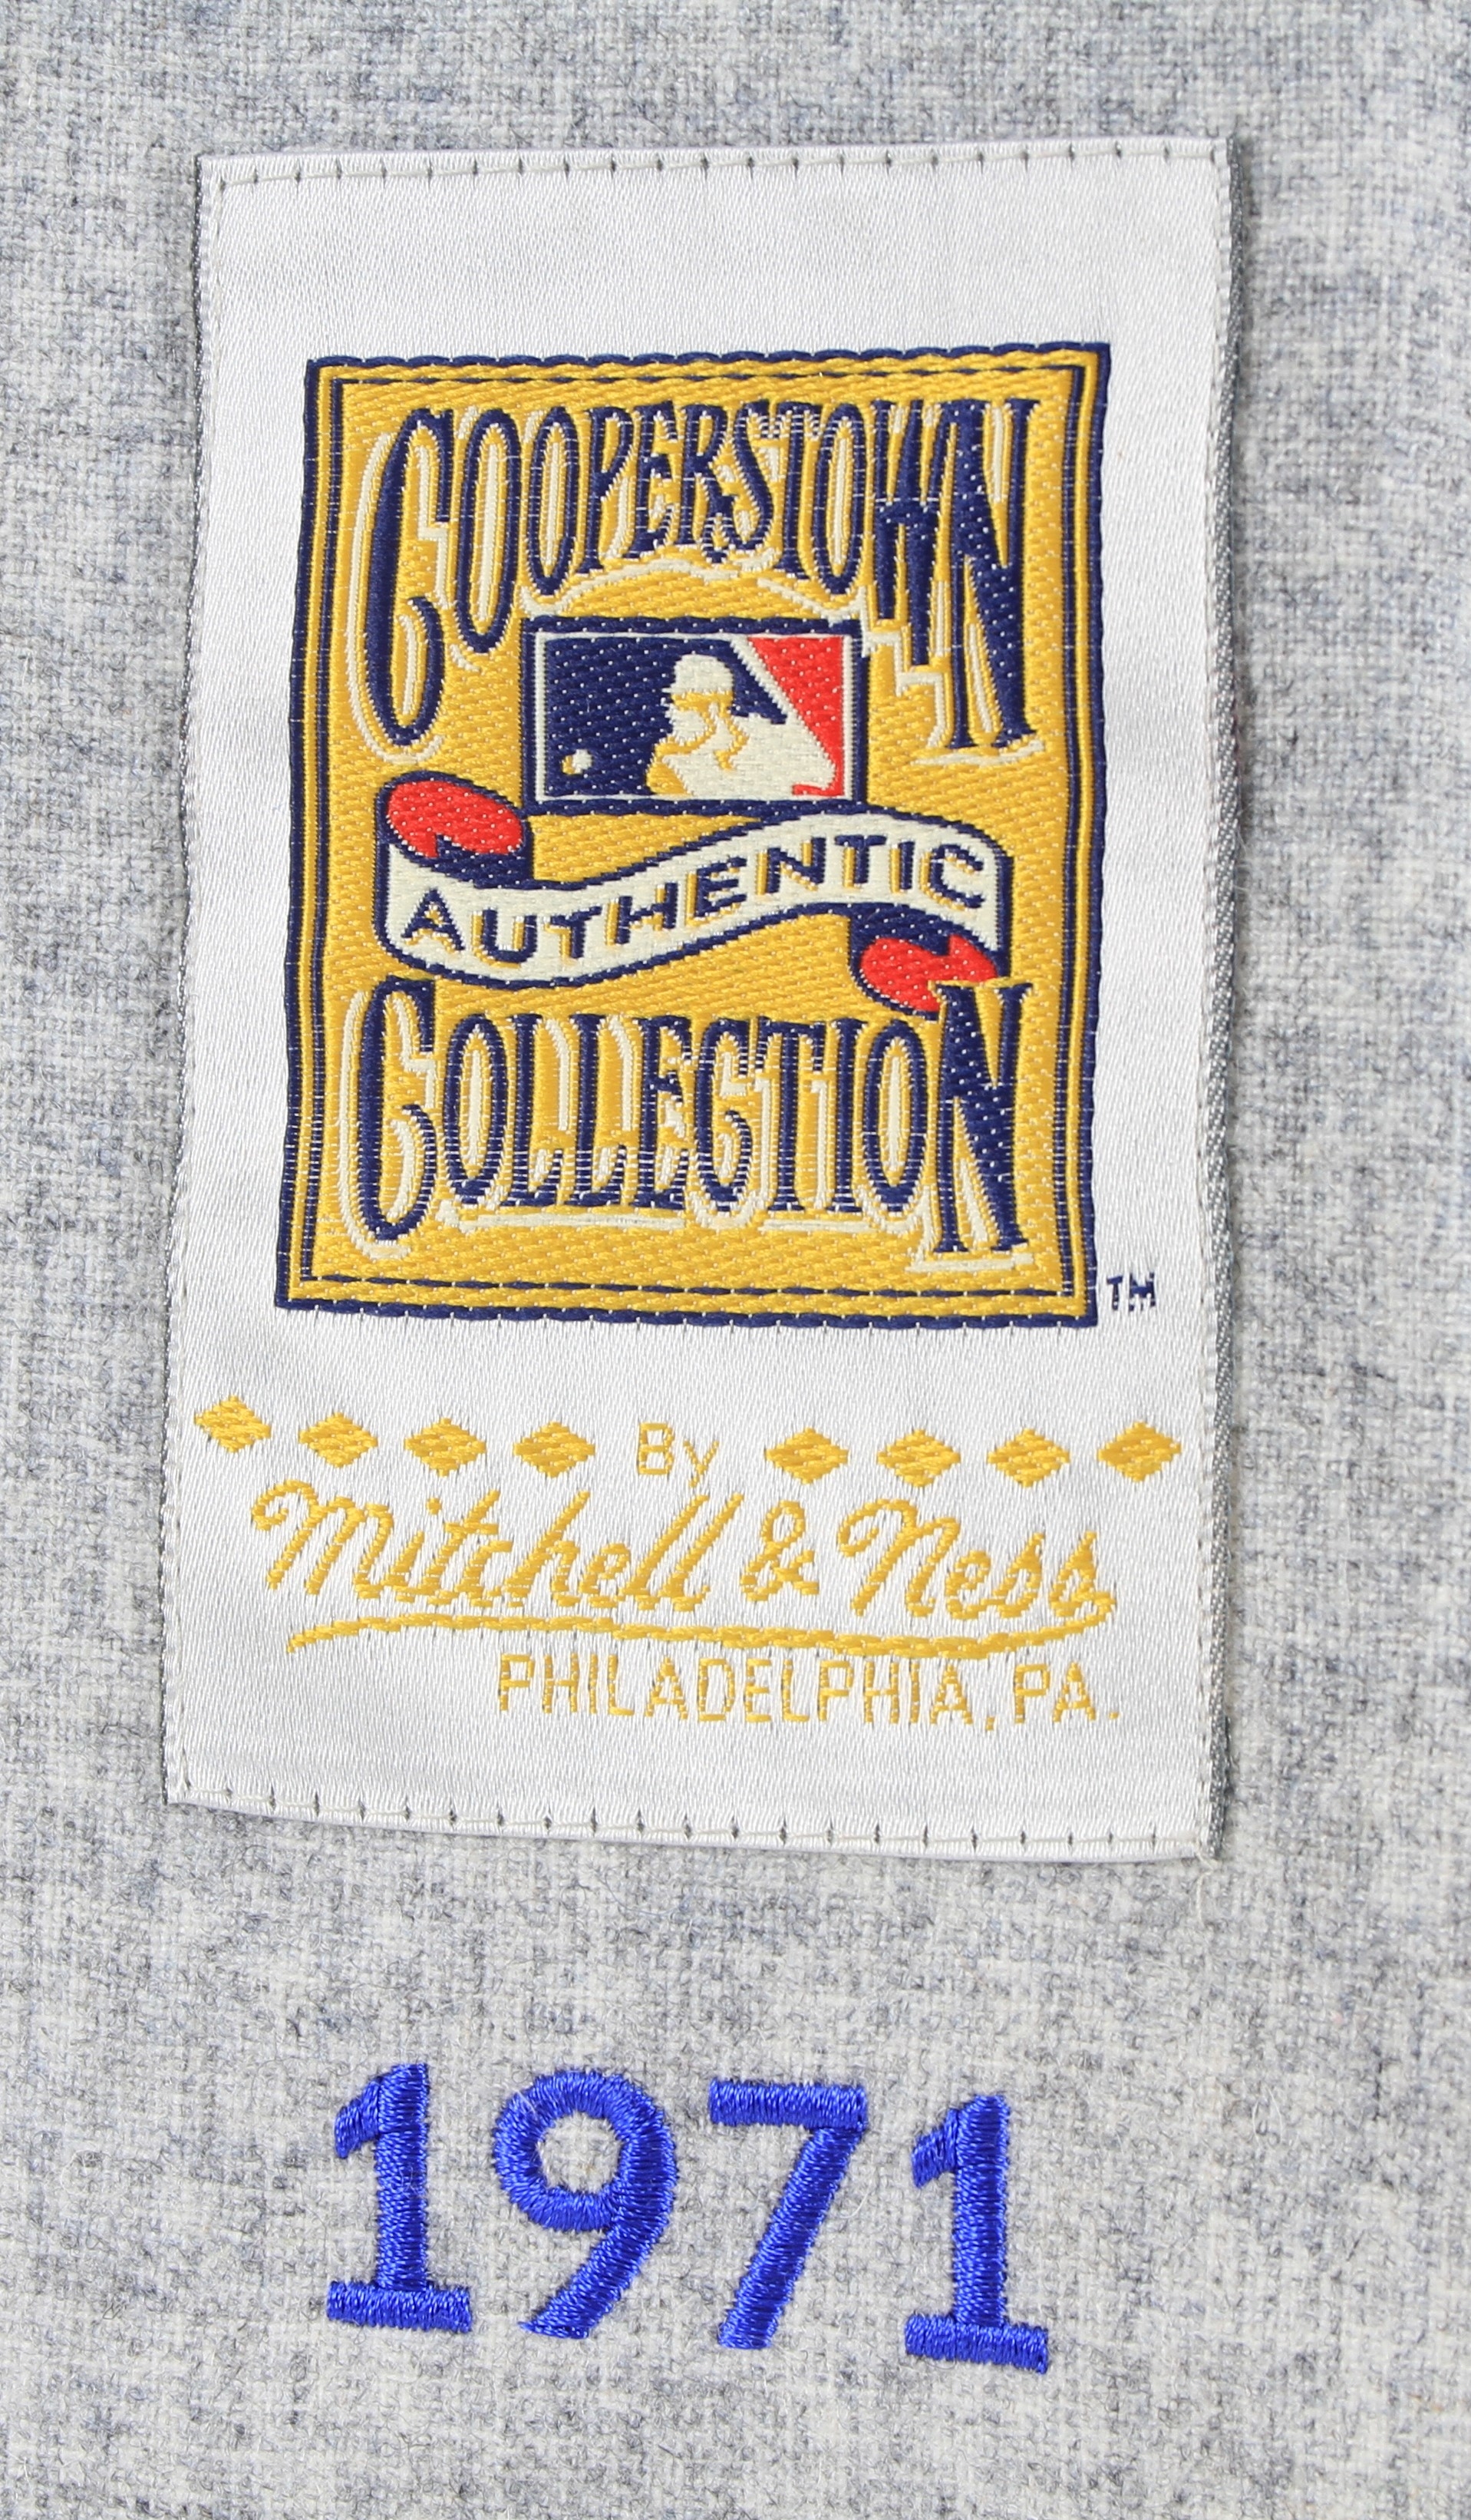 COOPERSTOWN
AUTHENTIC
COLLECTION
TM
By
Mitchell & Ness
PHILADELPHIA, PA.
1971